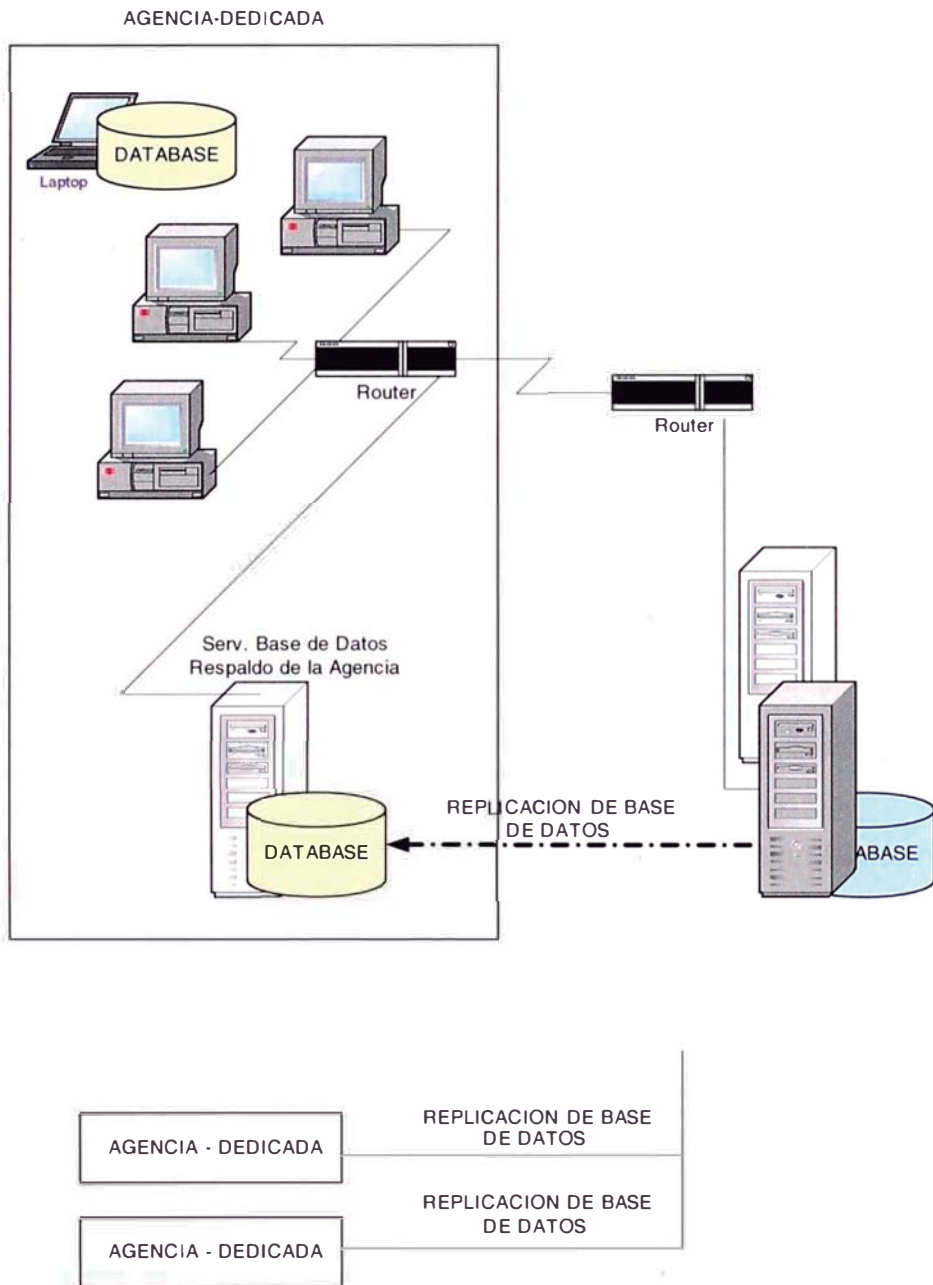 AGENCIA-DEDICADA
DATABASE
Laptop
Router
Router
Serv. Base de Datos
Respaldo de la Agencia
REPLICACION DE BASE
DE DATOS
DATABASE
ABASE
REPLICACION DE BASE
DE DATOS
AGENCIA - DEDICADA
REPLICACION DE BASE
DE DATOS
AGENCIA - DEDICADA